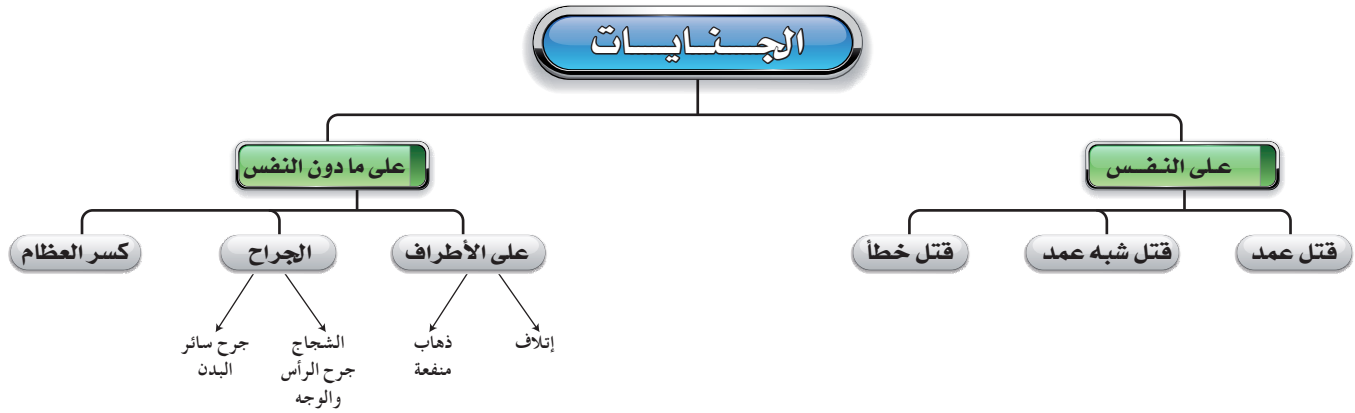 الجنايات
على النفس
على ما دون النفس
قتل عمد
قتل شبه عمد
قتل خطأ
على الأطراف
الجراح
كسر العظام
إتلاف
ذهاب
منفعة
الشجاج
جرح الرأس
والوجه
جرح سائر
البدن